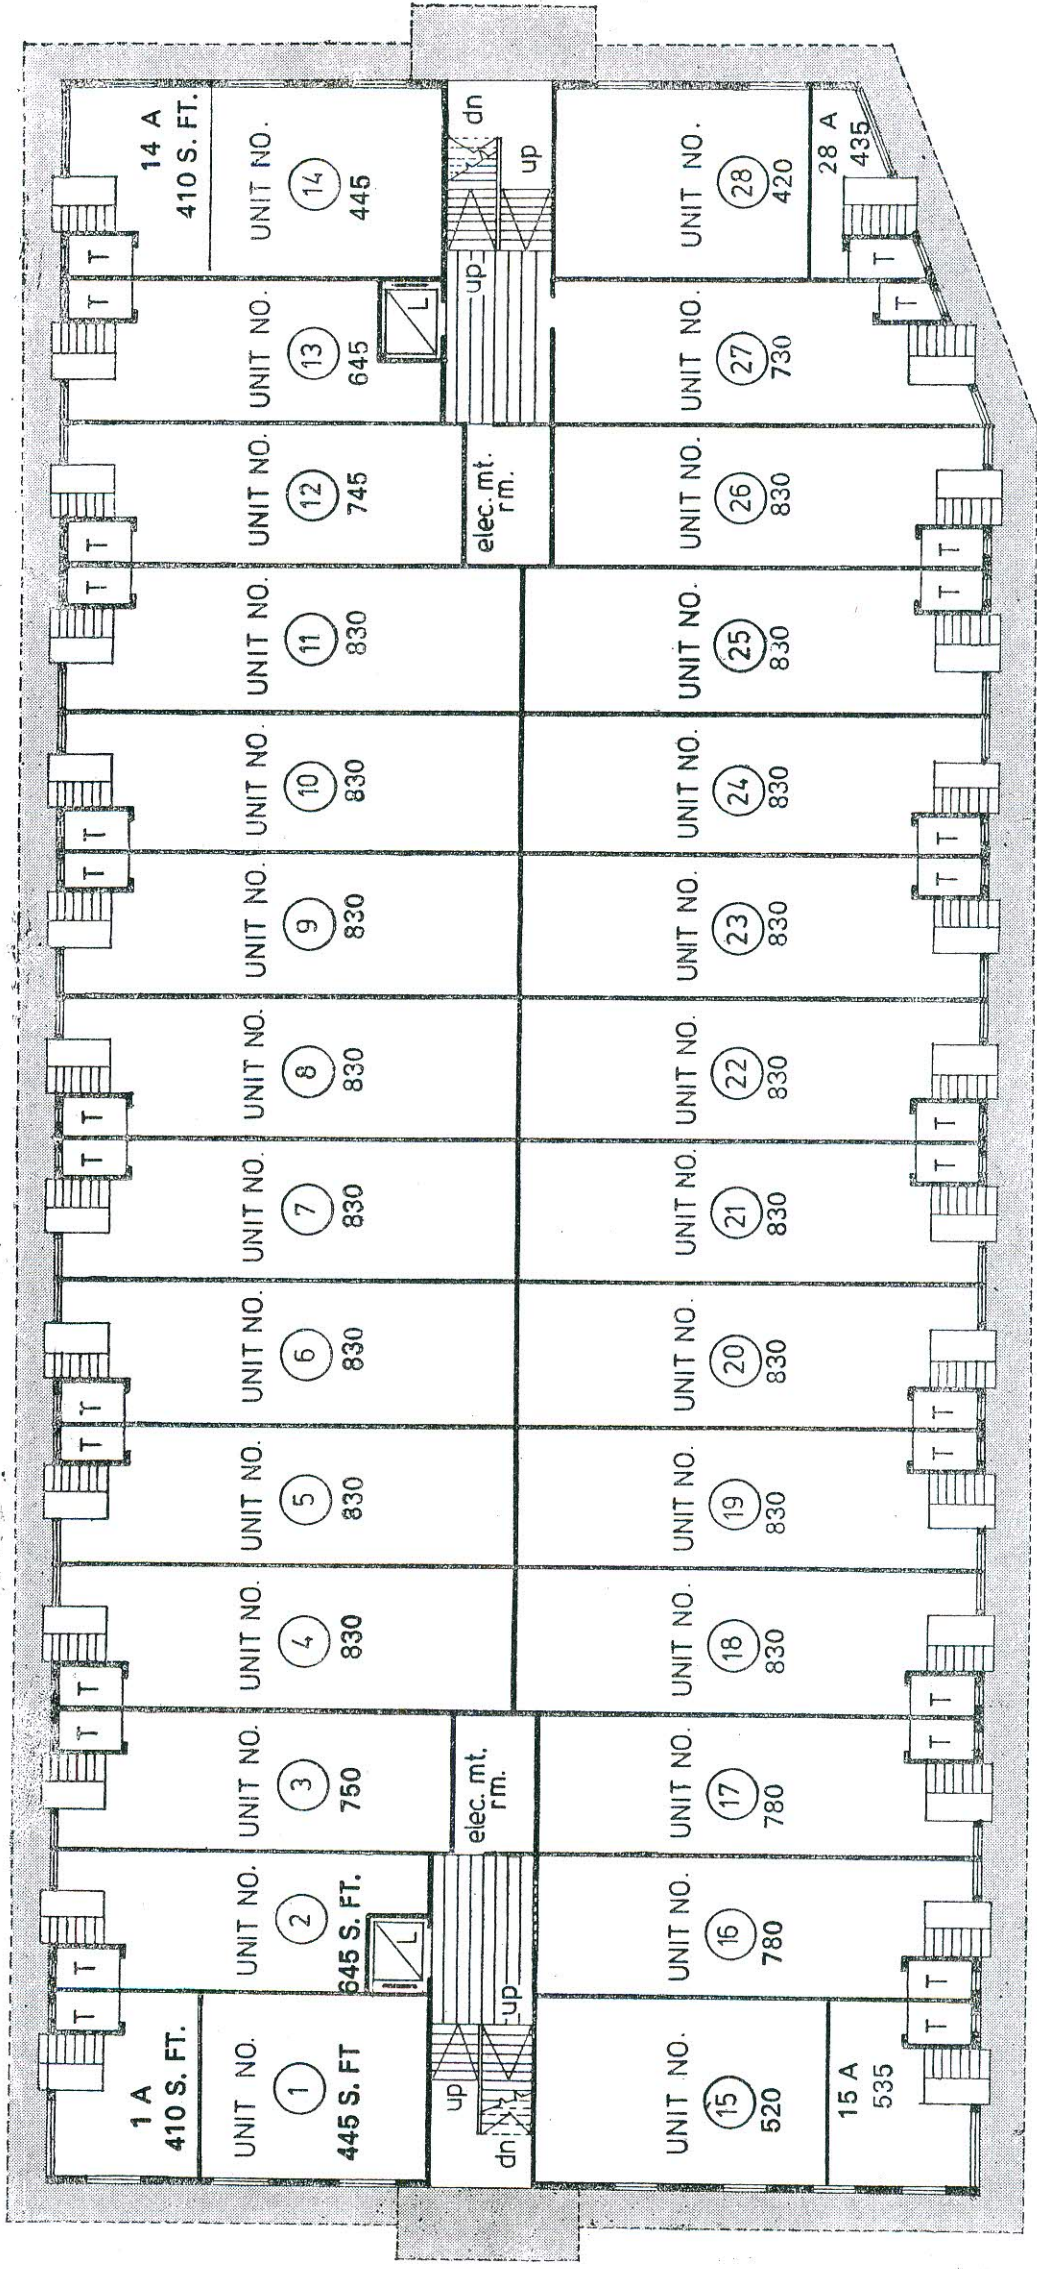 1 A
410 S. FT.
UNIT NO.
1
445 S. FT
T
T
UNIT NO.
2
645 S. FT.
L
UNIT NO.
3
750
T
T
UNIT NO.
4
830
UNIT NO.
5
830
T
T
UNIT NO.
6
830
UNIT NO.
7
830
T
T
UNIT NO.
8
830
UNIT NO.
9
830
T
T
UNIT NO.
10
830
UNIT NO.
11
830
T
T
UNIT NO.
12
745
UNIT NO.
13
645
L
T
T
14 A
410 S. FT.
UNIT NO.
14
445
up
dn
up
elec. mt.
rm.
elec. mt.
rm.
up
up
dn
UNIT NO.
15
520
15 A
535
T
T
UNIT NO.
16
780
UNIT NO.
17
780
T
T
UNIT NO.
18
830
UNIT NO.
19
830
T
T
UNIT NO.
20
830
UNIT NO.
21
830
T
T
UNIT NO.
22
830
UNIT NO.
23
830
T
T
UNIT NO.
24
830
UNIT NO.
25
830
T
T
UNIT NO.
26
830
UNIT NO.
27
730
T
T
UNIT NO.
28
420
28 A
435